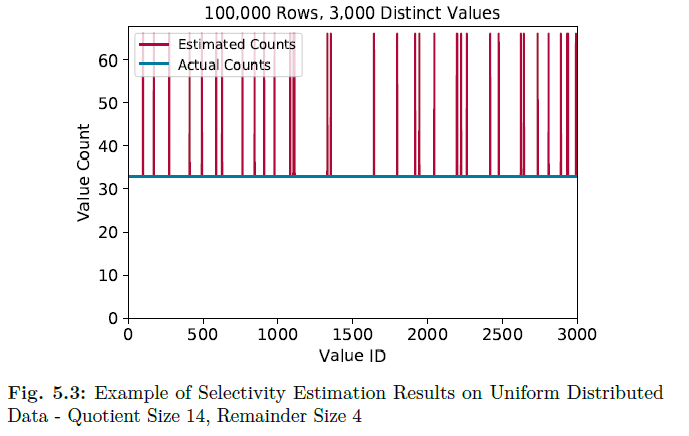 100,000 Rows, 3,000 Distinct Values
Estimated Counts
Actual Counts
Value Count
60
50
40
30
20
10
0
0 500 1000 1500 2000 2500 3000
Value ID
Fig. 5.3: Example of Selectivity Estimation Results on Uniform Distributed
Data - Quotient Size 14, Remainder Size 4